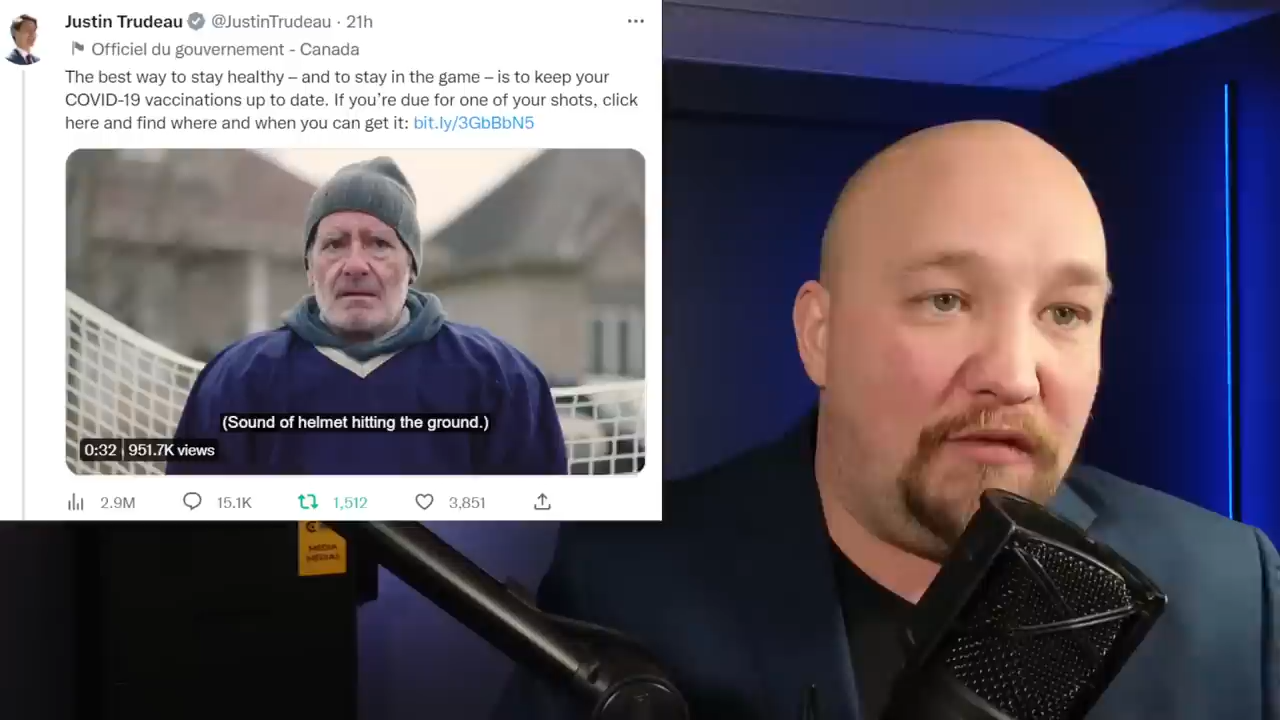 Justin Trudeau @JustinTrudeau · 21h
Officiel du gouvernement - Canada
The best way to stay healthy – and to stay in the game – is to keep your
COVID-19 vaccinations up to date. If you’re due for one of your shots, click
here and find where and when you can get it: bit.ly/3GbBbN5
(Sound of helmet hitting the ground.)
0:32 951.7K views
2.9M 15.1K 1,512 3,851
MEDIA
MÉDIAS